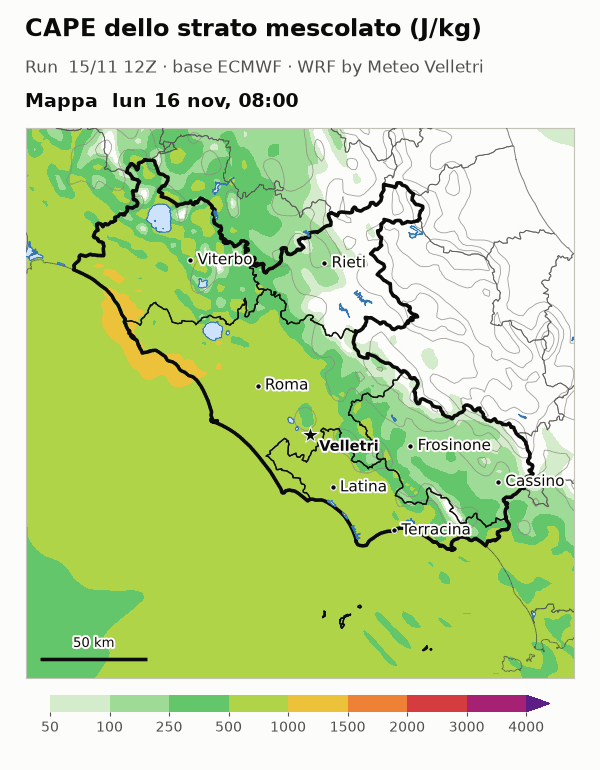 CAPE dello strato mescolato (J/kg)
Run  15/11 12Z · base ECMWF · WRF by Meteo Velletri
Mappa  lun 16 nov, 08:00
Viterbo
Rieti
Roma
Velletri
Frosinone
Cassino
Latina
Terracina
50 km
50 100 250 500 1000 1500 2000 3000 4000